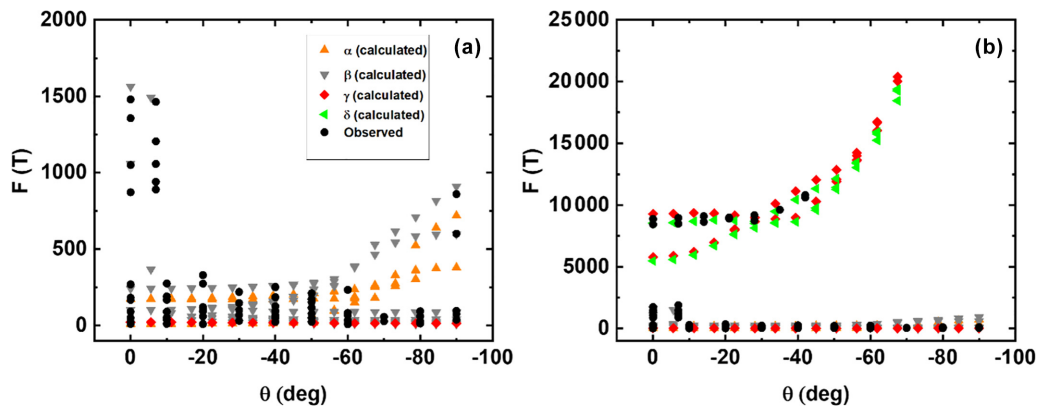 2000
1500
1000
500
0
F (T)
(a)
α (calculated)
β (calculated)
γ (calculated)
δ (calculated)
Observed
0 -20 -40 -60 -80 -100
θ (deg)
25000
20000
15000
10000
5000
0
F (T)
(b)
0 -20 -40 -60 -80 -100
θ (deg)